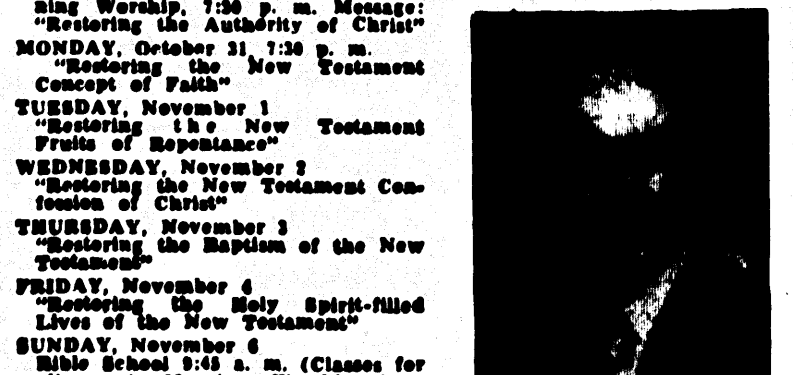 ning Worship, 7:30 p. m. Message:
"Restoring the Authority of Christ"
MONDAY, October 31, 7:30 p. m.
"Restoring the New Testament
Concept of Faith"
TUESDAY, November 1
"Restoring the New Testament
Fruits of Repentance"
WEDNESDAY, November 2
"Restoring the New Testament Con-
fession of Christ"
THURSDAY, November 3
"Restoring the Baptism of the New
Testament"
FRIDAY, November 4
"Restoring the Holy Spirit-filled
Lives of the New Testament"
SUNDAY, November 6
Bible School 9:45 a. m. (Classes for